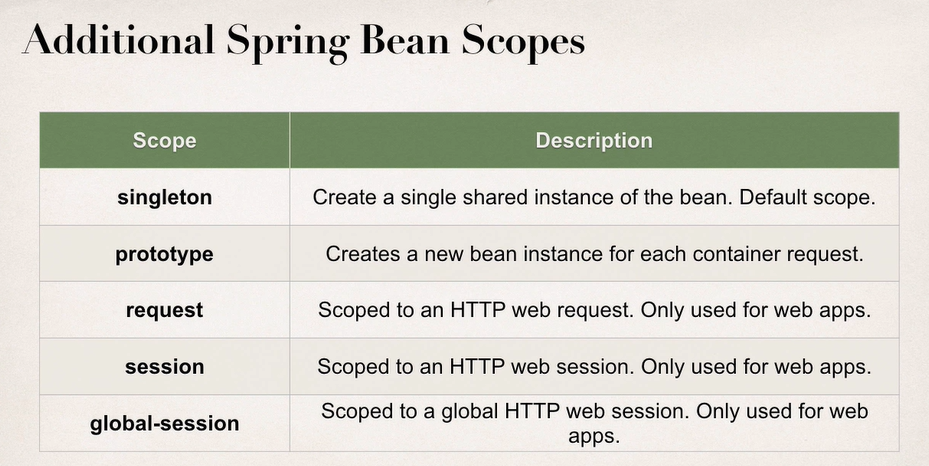 Additional Spring Bean Scopes
Scope Description
singleton Create a single shared instance of the bean. Default scope.
prototype Creates a new bean instance for each container request.
request Scoped to an HTTP web request. Only used for web apps.
session Scoped to an HTTP web session. Only used for web apps.
global-session Scoped to a global HTTP web session. Only used for web
apps.